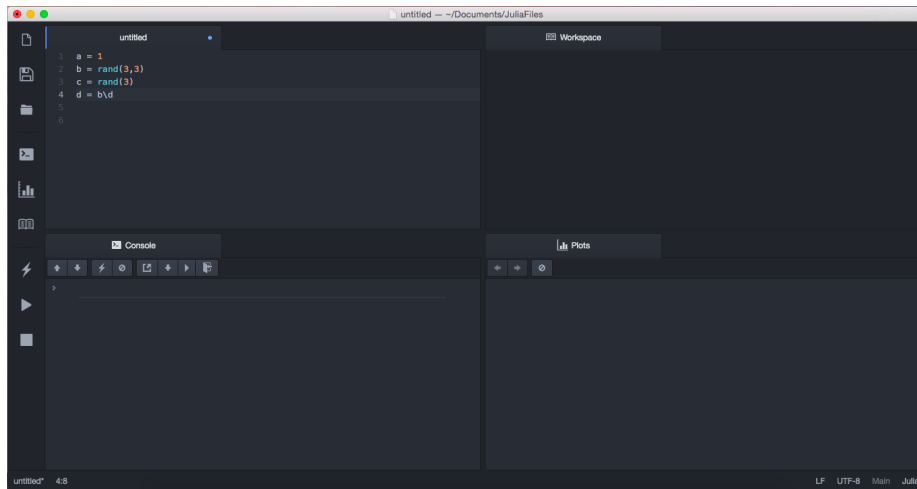 untitled — ~/Documents/JuliaFiles
untitled
Workspace
1 a = 1
2 b = rand(3,3)
3 c = rand(3)
4 d = b\d
5
6
Console
Plots
>
untitled* 4:8
LF UTF-8 Main Julia